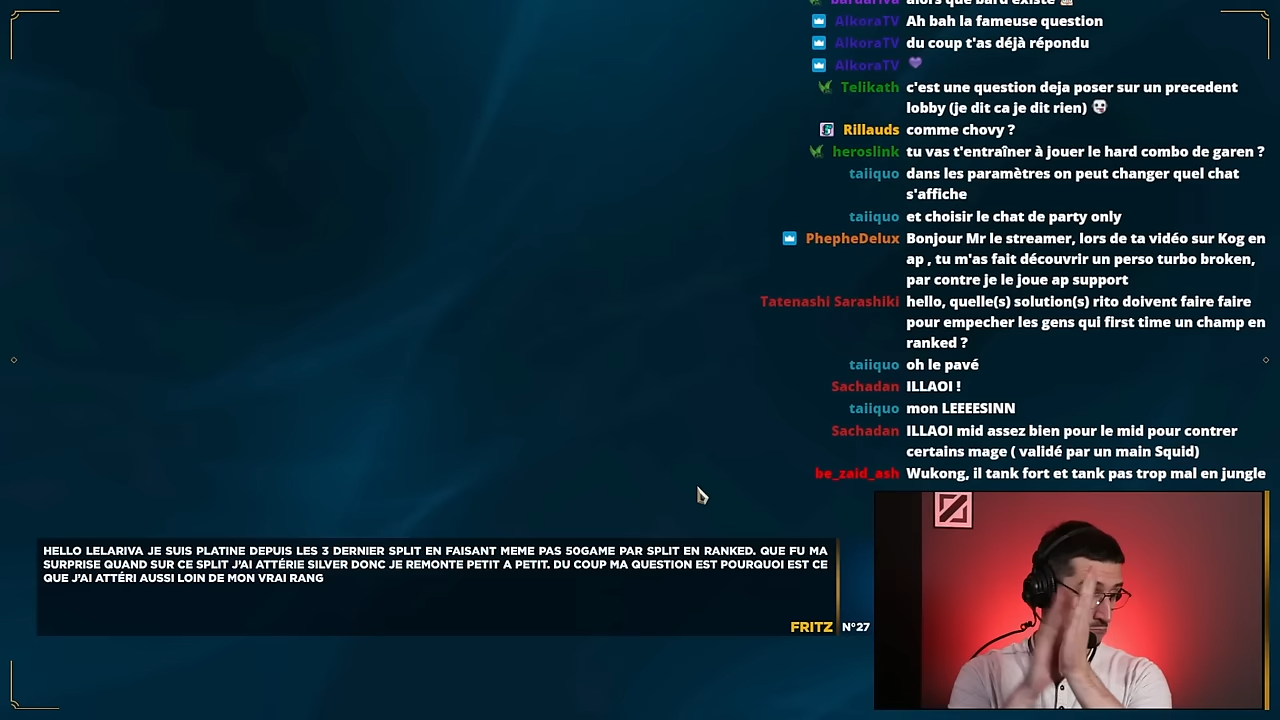 alors que bard existe
AlkoraTV Ah bah la fameuse question
AlkoraTV du coup t'as déjà répondu
AlkoraTV 💜
Telikath c'est une question deja poser sur un precedent
lobby (je dit ca je dit rien) 💀
Rillauds comme chovy ?
heroslink tu vas t'entraîner à jouer le hard combo de garen ?
taiiquo dans les paramètres on peut changer quel chat
s'affiche
taiiquo et choisir le chat de party only
PhepheDelux Bonjour Mr le streamer, lors de ta vidéo sur Kog en
ap , tu m'as fait découvrir un perso turbo broken,
par contre je le joue ap support
Tatenashi Sarashiki hello, quelle(s) solution(s) rito doivent faire faire
pour empecher les gens qui first time un champ en
ranked ?
taiiquo oh le pavé
Sachadan ILLAOI !
taiiquo mon LEEEESINN
Sachadan ILLAOI mid assez bien pour le mid pour contrer
certains mage ( validé par un main Squid)
be_zaid_ash Wukong, il tank fort et tank pas trop mal en jungle
HELLO LELARIVA JE SUIS PLATINE DEPUIS LES 3 DERNIER SPLIT EN FAISANT MEME PAS 50GAME PAR SPLIT EN RANKED. QUE FU MA
SURPRISE QUAND SUR CE SPLIT J'AI ATTÉRIE SILVER DONC JE REMONTE PETIT A PETIT. DU COUP MA QUESTION EST POURQUOI EST CE
QUE J'AI ATTÉRI AUSSI LOIN DE MON VRAI RANG
FRITZ N°27